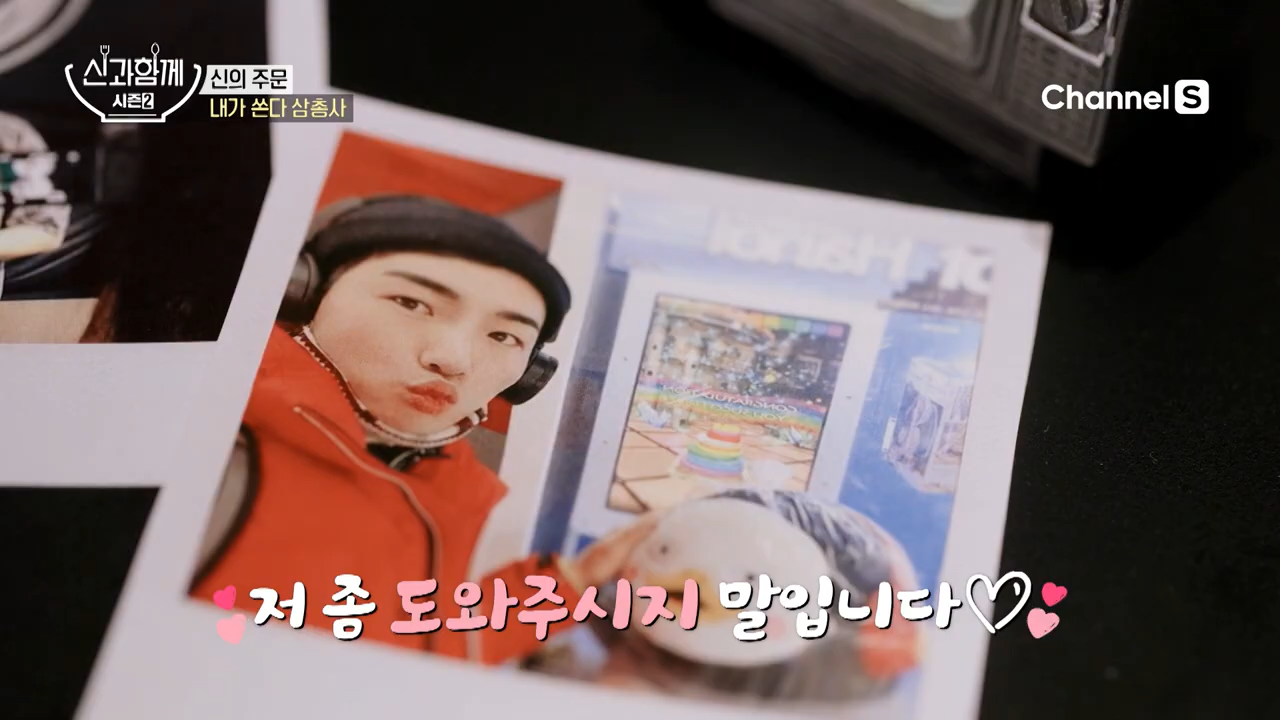 신과함께
시즌2
신의 주문
내가 쏜다 삼총사
Channel S
저 좀 도와주시지 말입니다♡